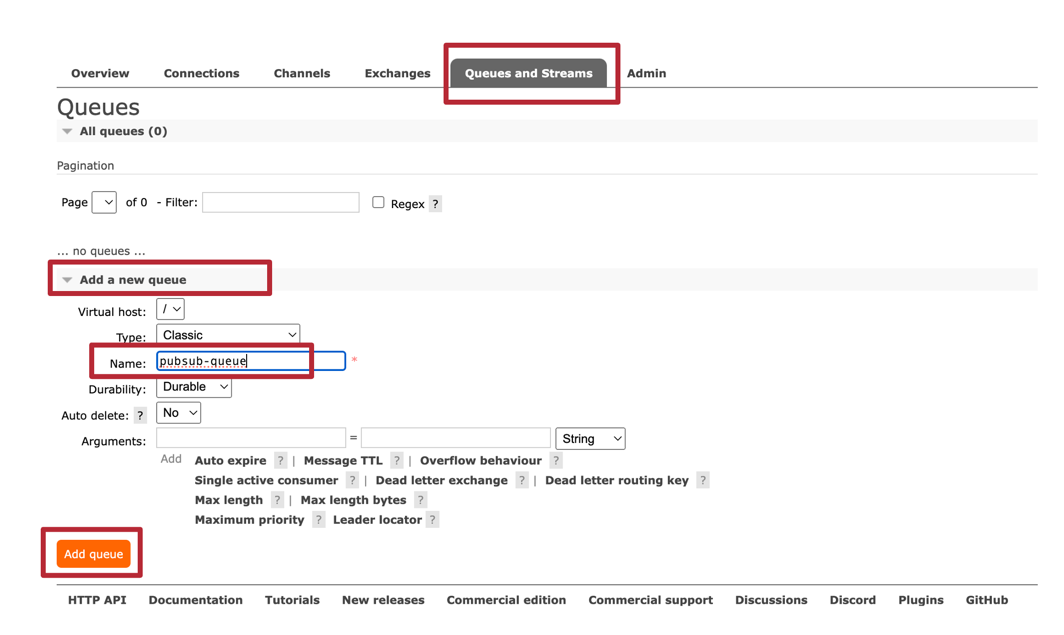 Overview Connections Channels Exchanges Queues and Streams Admin
Queues
All queues (0)
Pagination
Page of 0 - Filter: Regex ?
... no queues ...
Add a new queue
Virtual host: /
Type: Classic
Name: pubsub-queue *
Durability: Durable
Auto delete: ? No
Arguments: = String
Add Auto expire ? | Message TTL ? | Overflow behaviour ?
Single active consumer ? | Dead letter exchange ? | Dead letter routing key ?
Max length ? | Max length bytes ?
Maximum priority ? Leader locator ?
Add queue
HTTP API Documentation Tutorials New releases Commercial edition Commercial support Discussions Discord Plugins GitHub